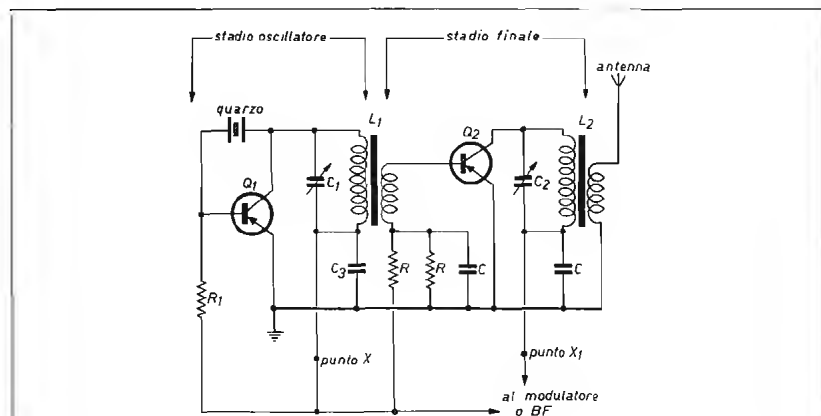 stadio oscillatore
stadio finale
antenna
quarzo
L1
L2
Q2
Q1
C1
C2
C3
R
R
C
C
R1
punto X
punto X1
al modulatore
o BF